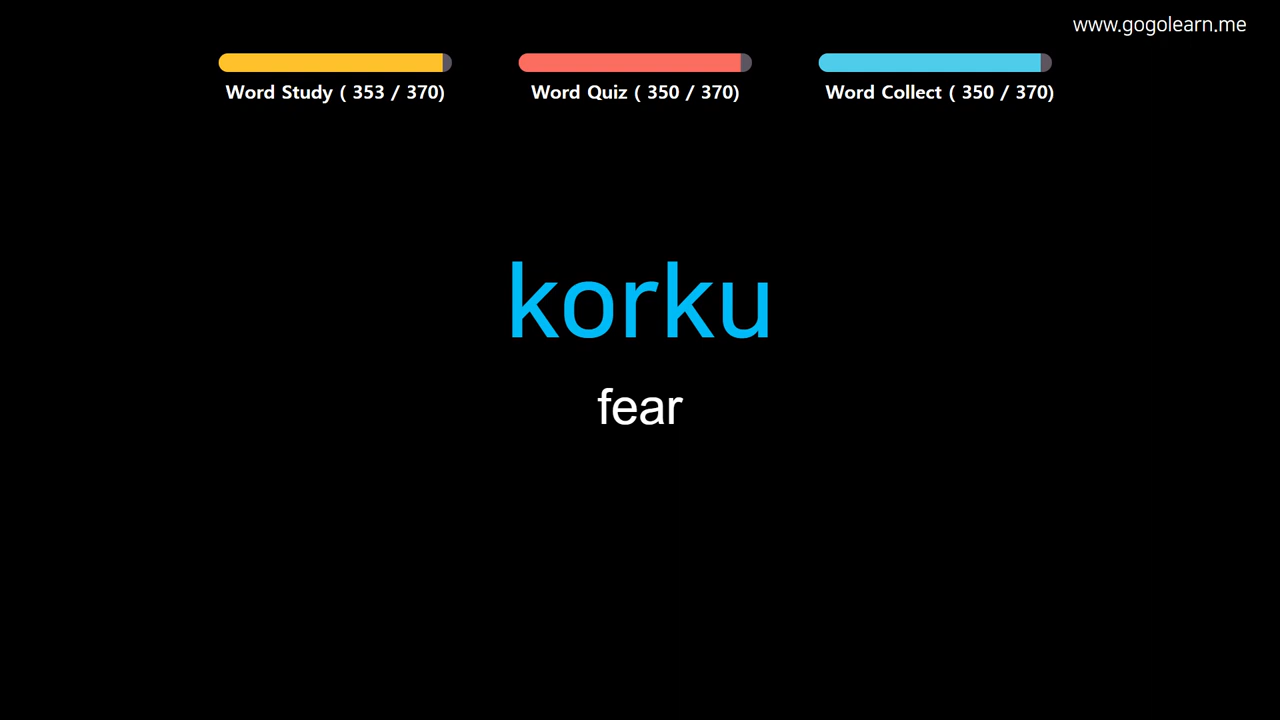 www.gogolearn.me
Word Study ( 353 / 370)
Word Quiz ( 350 / 370)
Word Collect ( 350 / 370)
korku
fear